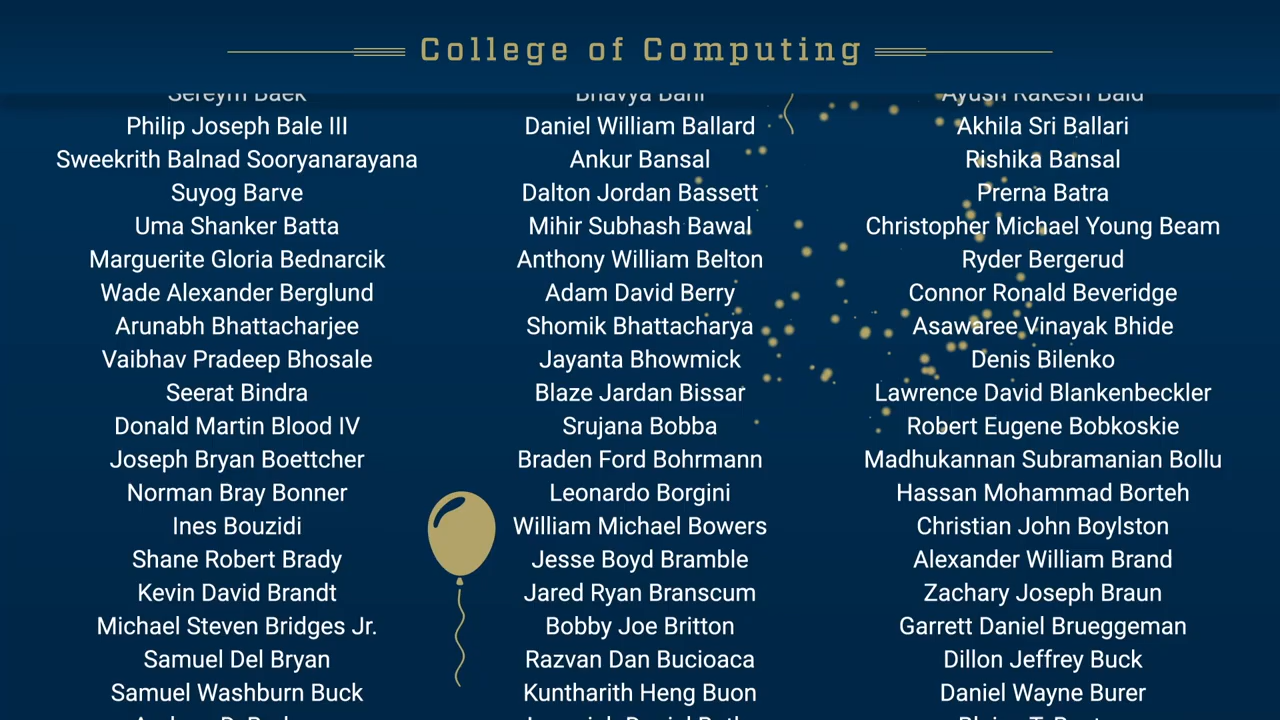 College of Computing
Philip Joseph Bale III Daniel William Ballard Akhila Sri Ballari
Sweekrith Balnad Sooryanarayana Ankur Bansal Rishika Bansal
Suyog Barve Dalton Jordan Bassett Prerna Batra
Uma Shanker Batta Mihir Subhash Bawal Christopher Michael Young Beam
Marguerite Gloria Bednarcik Anthony William Belton Ryder Bergerud
Wade Alexander Berglund Adam David Berry Connor Ronald Beveridge
Arunabh Bhattacharjee Shomik Bhattacharya Asawaree Vinayak Bhide
Vaibhav Pradeep Bhosale Jayanta Bhowmick Denis Bilenko
Seerat Bindra Blaze Jardan Bissar Lawrence David Blankenbeckler
Donald Martin Blood IV Srujana Bobba Robert Eugene Bobkoskie
Joseph Bryan Boettcher Braden Ford Bohrmann Madhukannan Subramanian Bollu
Norman Bray Bonner Leonardo Borgini Hassan Mohammad Borteh
Ines Bouzidi William Michael Bowers Christian John Boylston
Shane Robert Brady Jesse Boyd Bramble Alexander William Brand
Kevin David Brandt Jared Ryan Branscum Zachary Joseph Braun
Michael Steven Bridges Jr. Bobby Joe Britton Garrett Daniel Brueggeman
Samuel Del Bryan Razvan Dan Bucioaca Dillon Jeffrey Buck
Samuel Washburn Buck Kuntharith Heng Buon Daniel Wayne Burer